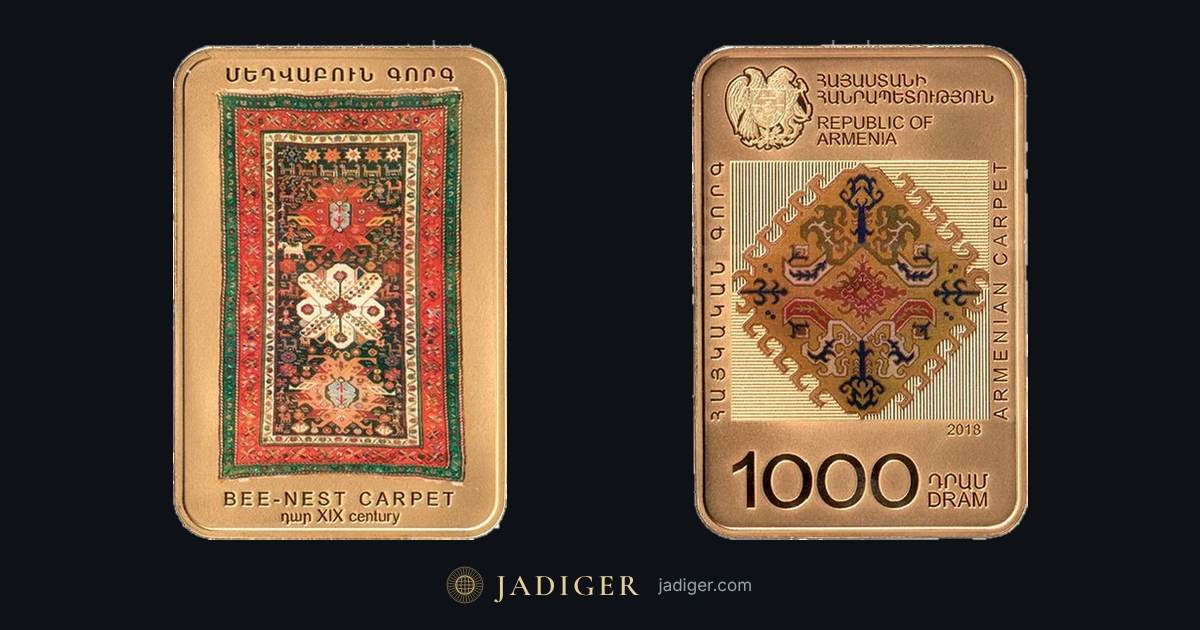 ՄԵՂՎԱԲՈՒՆ ԳՈՐԳ
BEE-NEST CARPET
դար XIX century
ՀԱՅԱՍՏԱՆԻ
ՀԱՆՐԱՊԵՏՈՒԹՅՈՒՆ
REPUBLIC OF
ARMENIA
ՀԱՅԿԱԿԱՆ ԳՈՐԳ
ARMENIAN CARPET
2018
1000 ԴՐԱՄ
DRAM
JADIGER jadiger.com